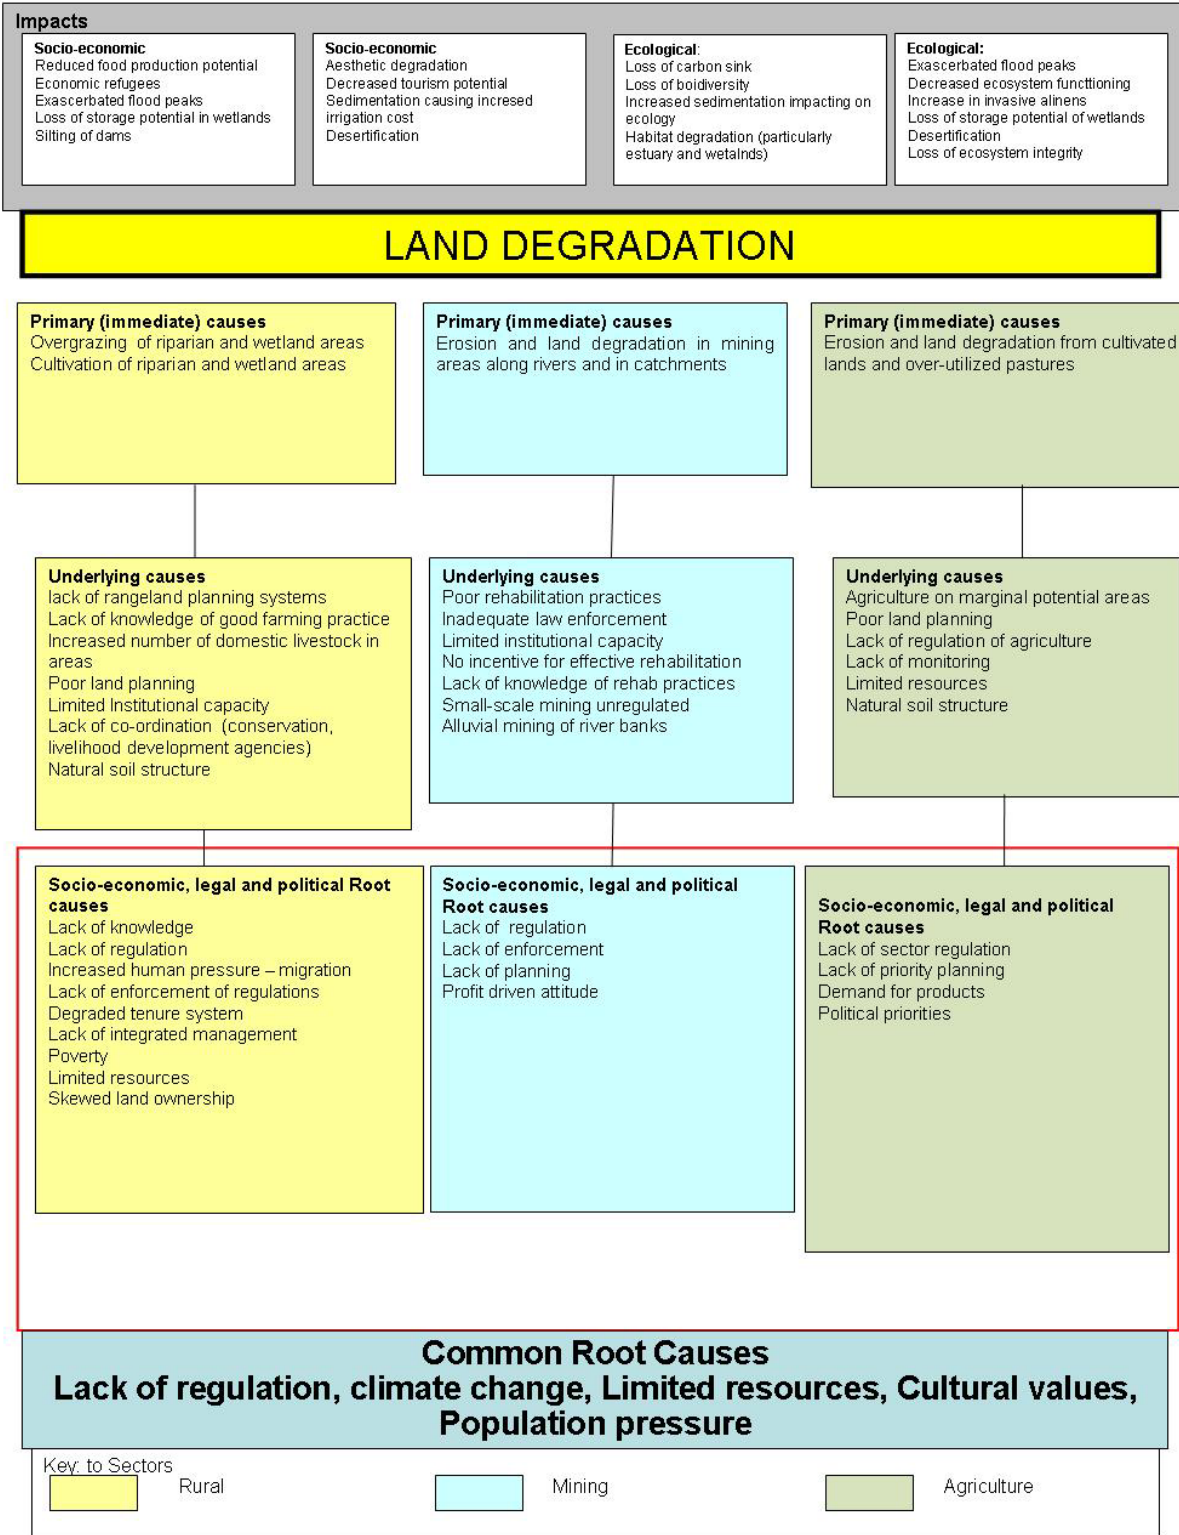 Impacts
Socio-economic
Reduced food production potential
Economic refugees
Exascerbated flood peaks
Loss of storage potential in wetlands
Silting of dams
Socio-economic
Aesthetic degradation
Decreased tourism potential
Sedimentation causing incresed
irrigation cost
Desertification
Ecological:
Loss of carbon sink
Loss of boidiversity
Increased sedimentation impacting on
ecology
Habitat degradation (particularly
estuary and wetalnds)
Ecological:
Exascerbated flood peaks
Decreased ecosystem functtioning
Increase in invasive alinens
Loss of storage potential of wetlands
Desertification
Loss of ecosystem integrity
LAND DEGRADATION
Primary (immediate) causes
Overgrazing of riparian and wetland areas
Cultivation of riparian and wetland areas
Primary (immediate) causes
Erosion and land degradation in mining
areas along rivers and in catchments
Primary (immediate) causes
Erosion and land degradation from cultivated
lands and over-utilized pastures
Underlying causes
lack of rangeland planning systems
Lack of knowledge of good farming practice
Increased number of domestic livestock in
areas
Poor land planning
Limited Institutional capacity
Lack of co-ordination (conservation,
livelihood development agencies)
Natural soil structure
Underlying causes
Poor rehabilitation practices
Inadequate law enforcement
Limited institutional capacity
No incentive for effective rehabilitation
Lack of knowledge of rehab practices
Small-scale mining unregulated
Alluvial mining of river banks
Underlying causes
Agriculture on marginal potential areas
Poor land planning
Lack of regulation of agriculture
Lack of monitoring
Limited resources
Natural soil structure
Socio-economic, legal and political Root
causes
Lack of knowledge
Lack of regulation
Increased human pressure – migration
Lack of enforcement of regulations
Degraded tenure system
Lack of integrated management
Poverty
Limited resources
Skewed land ownership
Socio-economic, legal and political
Root causes
Lack of regulation
Lack of enforcement
Lack of planning
Profit driven attitude
Socio-economic, legal and political
Root causes
Lack of sector regulation
Lack of priority planning
Demand for products
Political priorities
Common Root Causes
Lack of regulation, climate change, Limited resources, Cultural values,
Population pressure
Key: to Sectors
Rural
Mining
Agriculture